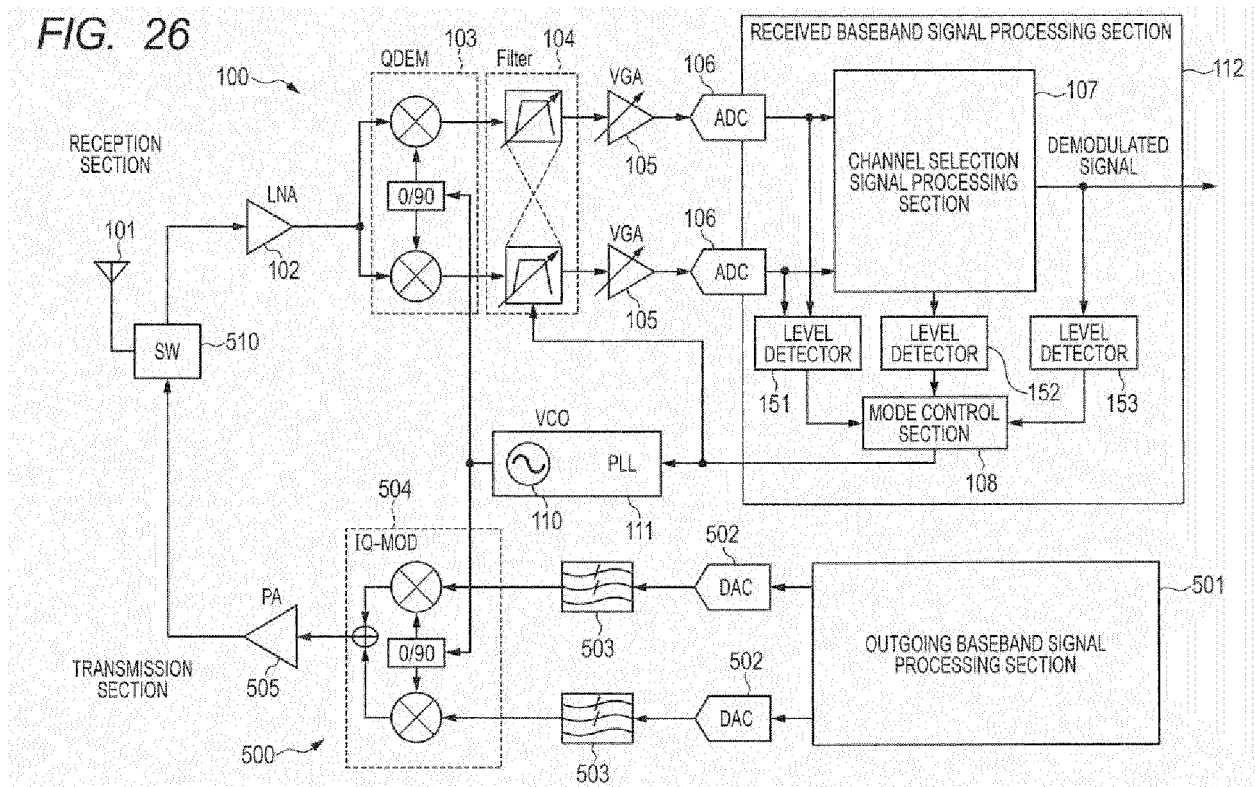 FIG. 26
100
RECEPTION
SECTION
101
LNA
102
SW
510
QDEM
103
0/90
Filter
104
VGA
105
VGA
105
106
ADC
106
ADC
RECEIVED BASEBAND SIGNAL PROCESSING SECTION
112
107
CHANNEL SELECTION
SIGNAL PROCESSING
SECTION
DEMODULATED
SIGNAL
LEVEL
DETECTOR
151
LEVEL
DETECTOR
152
LEVEL
DETECTOR
153
MODE CONTROL
SECTION
108
VCO
PLL
110
111
504
IQ-MOD
0/90
PA
505
TRANSMISSION
SECTION
500
503
503
502
DAC
502
DAC
501
OUTGOING BASEBAND SIGNAL
PROCESSING SECTION